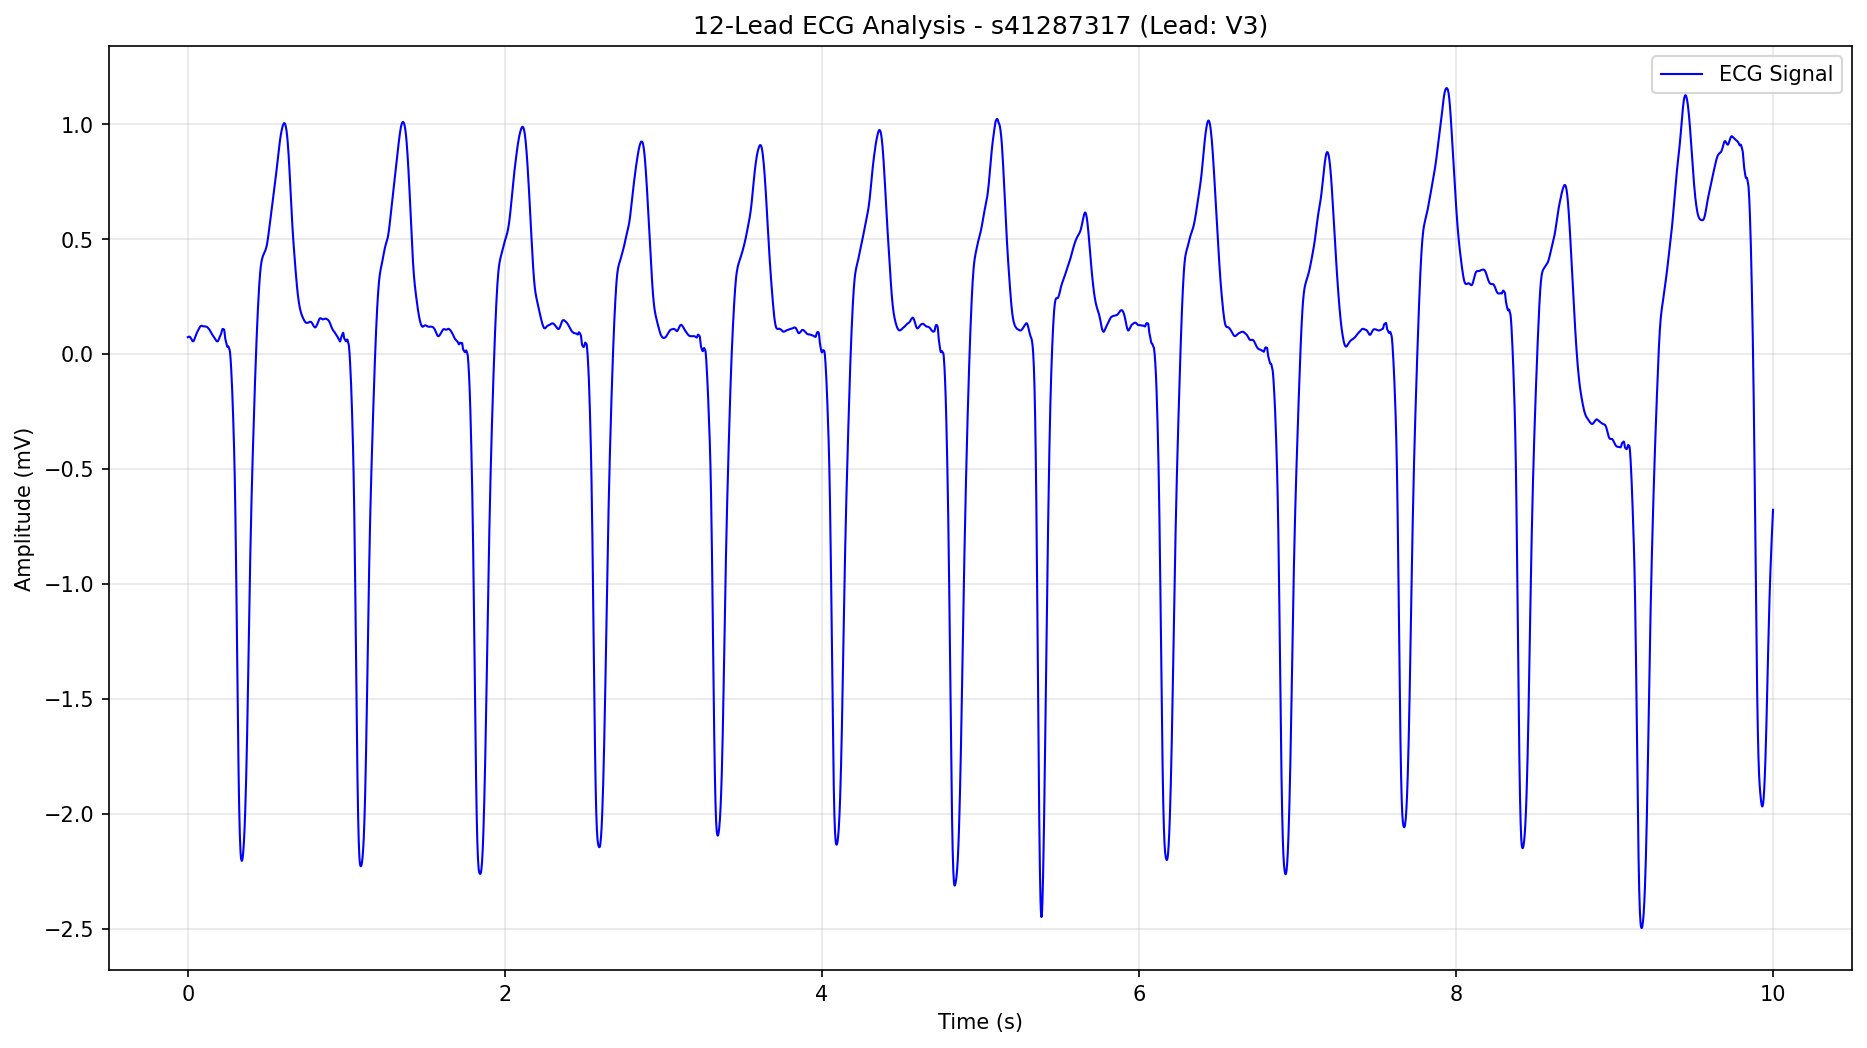 12-Lead ECG Analysis - s41287317 (Lead: V3)
ECG Signal
Amplitude (mV)
1.0
0.5
0.0
−0.5
−1.0
−1.5
−2.0
−2.5
0 2 4 6 8 10
Time (s)